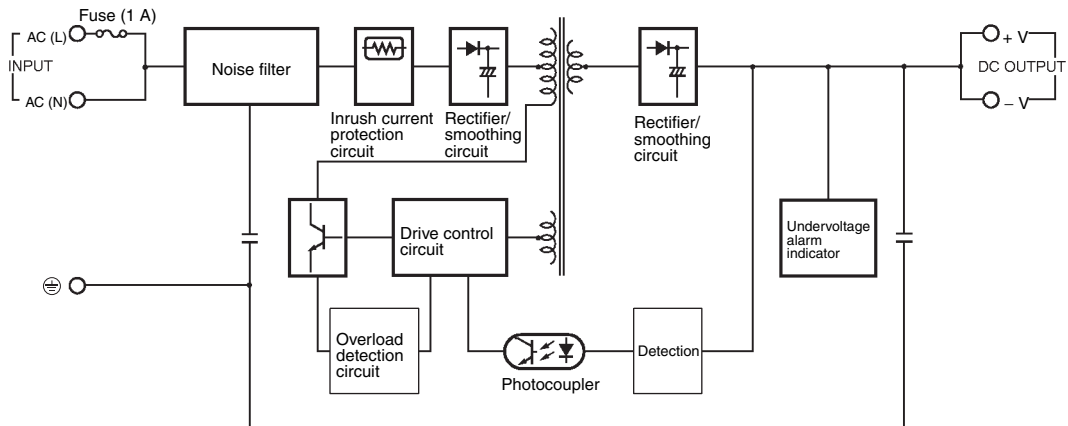 Fuse (1 A)
AC (L)
INPUT
AC (N)
Noise filter
Inrush current
protection
circuit
Rectifier/
smoothing
circuit
Rectifier/
smoothing
circuit
+ V
DC OUTPUT
– V
Drive control
circuit
Undervoltage
alarm
indicator
Overload
detection
circuit
Photocoupler
Detection